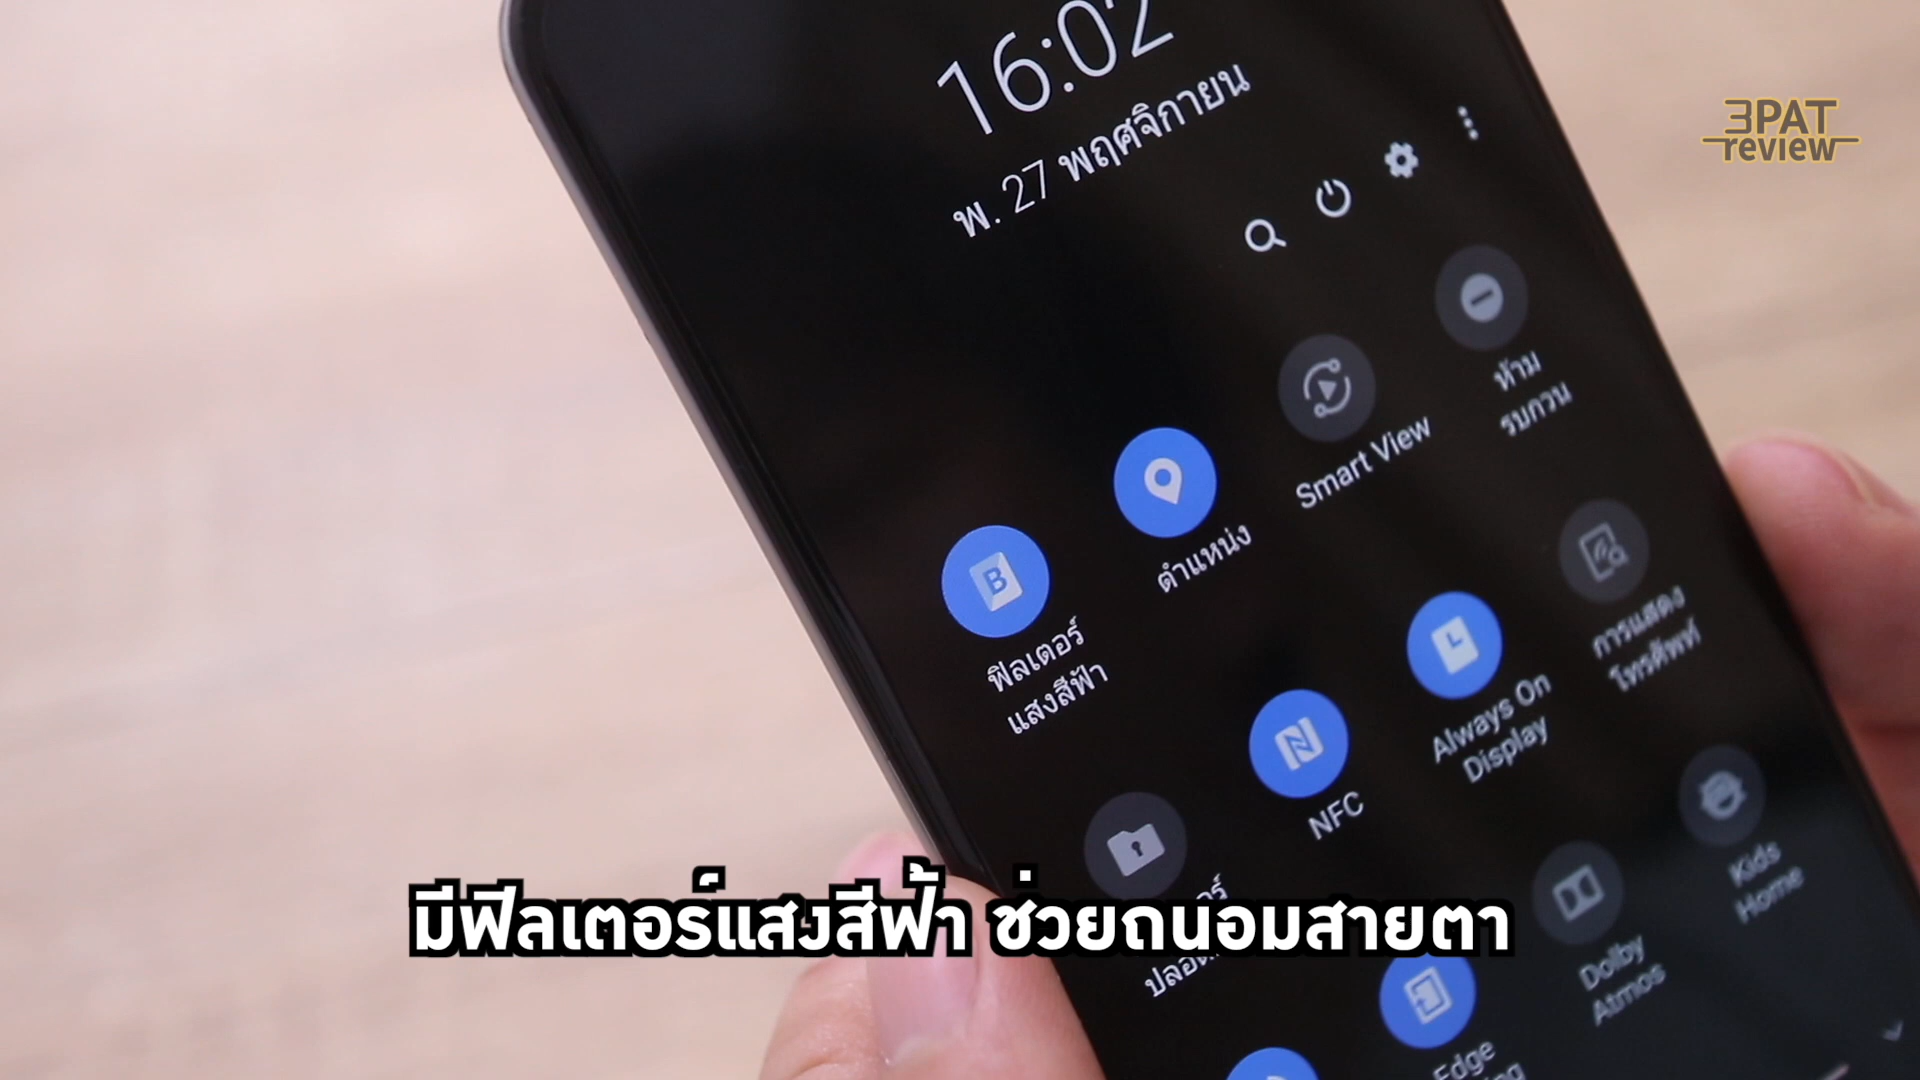 16:02
พ. 27 พฤศจิกายน
3PAT
review
ห้าม
รบกวน
Smart View
ตำแหน่ง
ฟิลเตอร์
แสงสีฟ้า
การแสดง
โทรศัพท์
Always On
Display
NFC
Kids
Home
Dolby
Atmos
Edge
มีฟิลเตอร์แสงสีฟ้า ช่วยถนอมสายตา